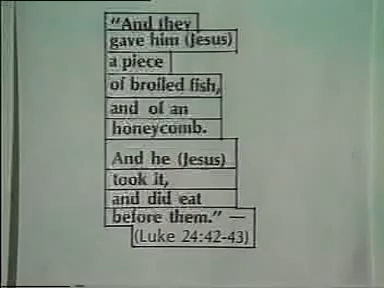 "And they
gave him (Jesus)
a piece
of broiled fish,
and of an
honeycomb.
And he (Jesus)
took it,
and did eat
before them." —
(Luke 24:42-43)